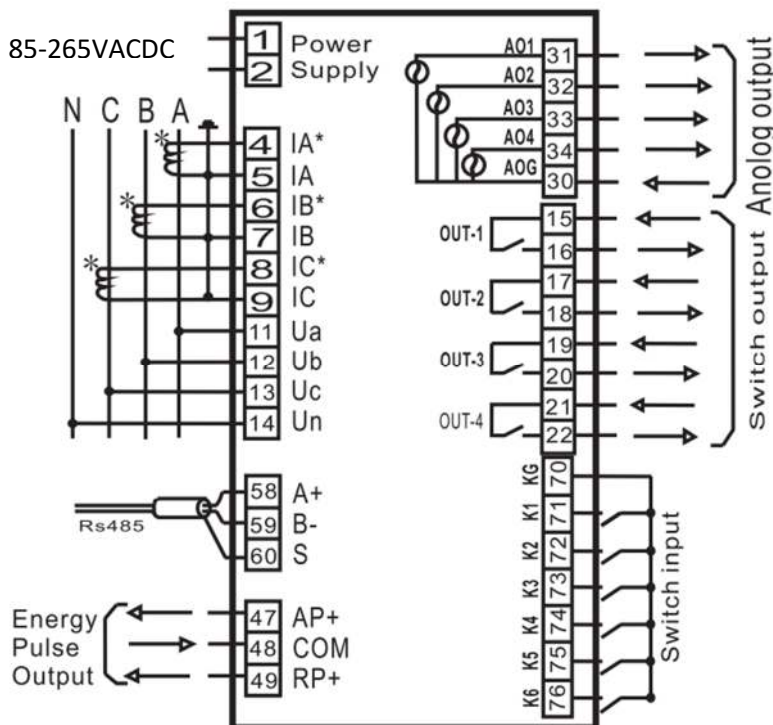 85-265VACDC
1 Power
2 Supply
N C B A
* 4 IA*
5 IA
* 6 IB*
7 IB
* 8 IC*
9 IC
11 Ua
12 Ub
13 Uc
14 Un
Rs485
58 A+
59 B-
60 S
Energy
Pulse
Output
47 AP+
48 COM
49 RP+
AO1 31
AO2 32
AO3 33
AO4 34
AOG 30
Analog output
OUT-1 15
16
OUT-2 17
18
OUT-3 19
20
OUT-4 21
22
Switch output
KG 70
K1 71
K2 72
K3 73
K4 74
K5 75
K6 76
Switch input